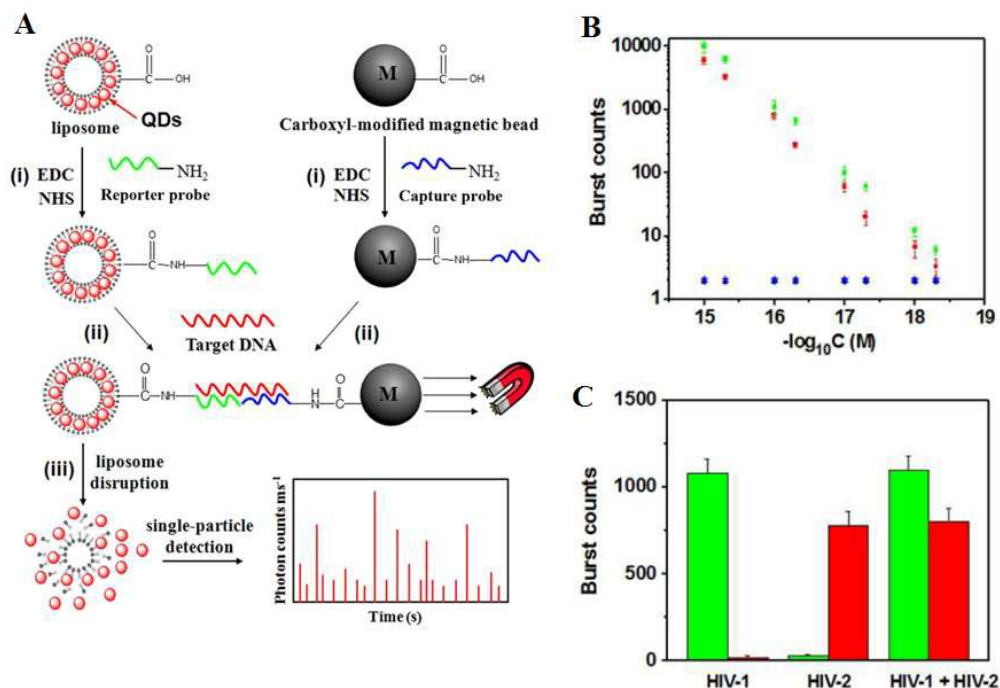 A
C
O
OH
liposome
QDs
M
C
O
OH
Carboxyl-modified magnetic bead
(i)
EDC
NHS
NH2
Reporter probe
(i)
EDC
NHS
NH2
Capture probe
O
C
NH
M
O
C
NH
(ii)
Target DNA
(ii)
O
C
NH
N
H
O
C
M
(iii)
liposome
disruption
single-particle
detection
Photon counts ms-1
Time (s)
B
Burst counts
10000
1000
100
10
1
15
16
17
18
19
-log10C (M)
C
Burst counts
1500
1000
500
0
HIV-1
HIV-2
HIV-1 + HIV-2